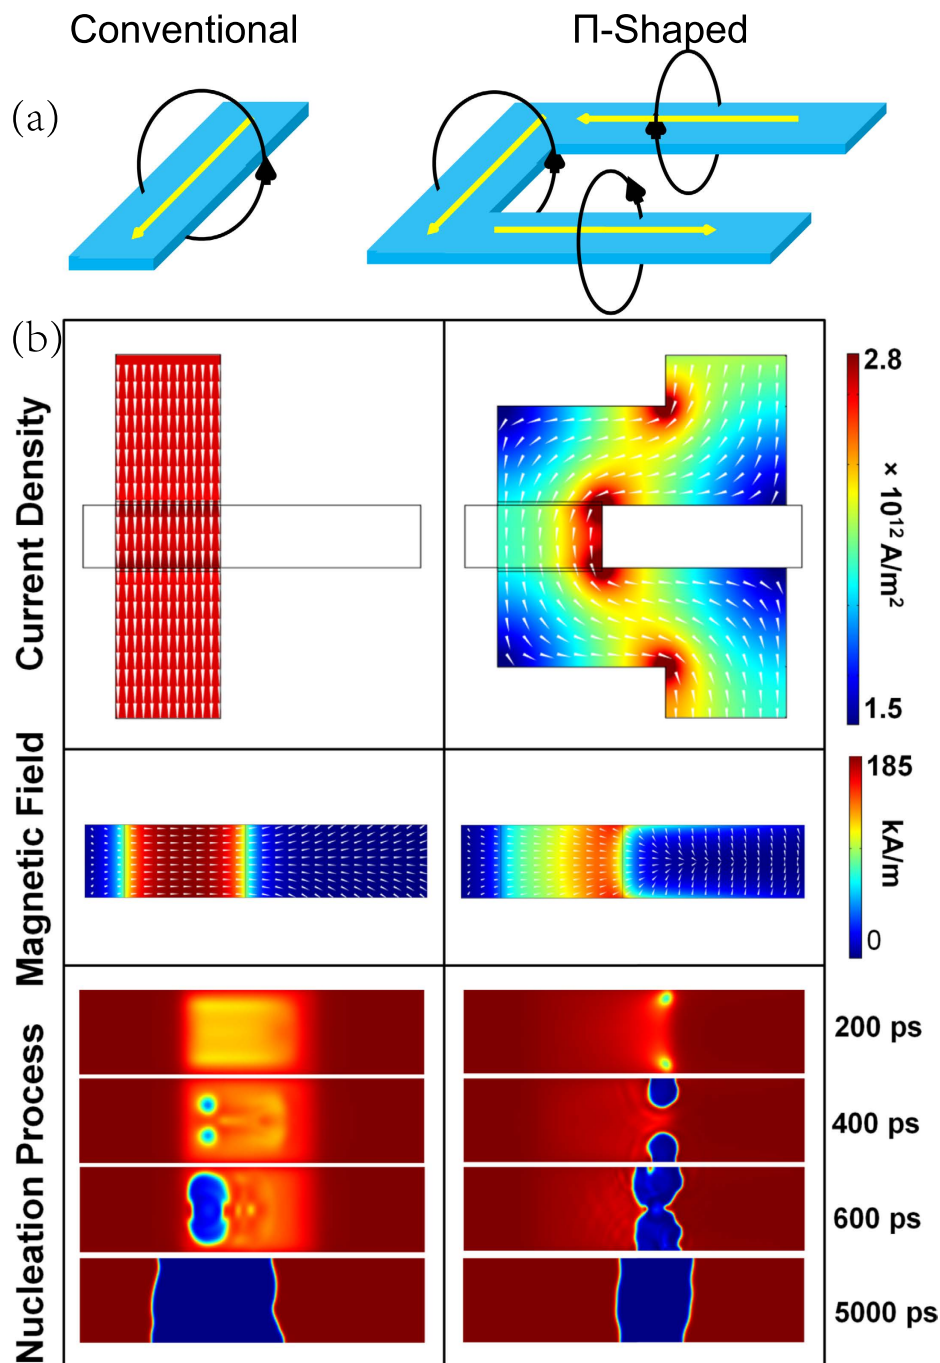 Conventional
Π-Shaped
(a)
(b)
Current Density
2.8
× 10¹² A/m²
1.5
Magnetic Field
185
kA/m
0
Nucleation Process
200 ps
400 ps
600 ps
5000 ps